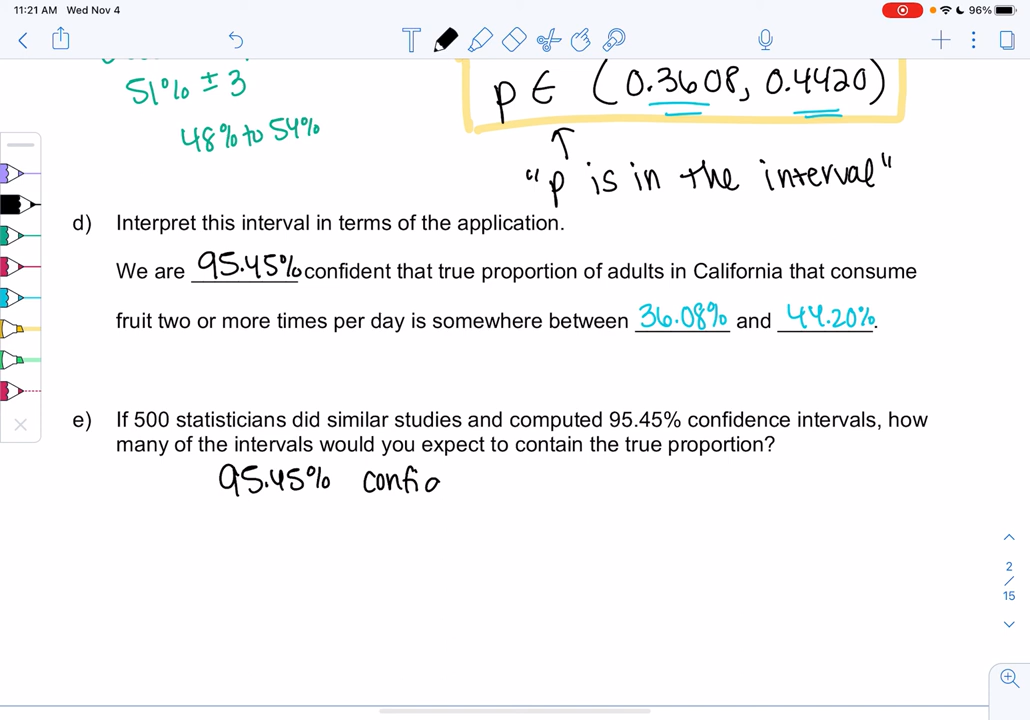 11:21 AM Wed Nov 4
96%
51% ± 3
48% to 54%
p ∈ (0.3608, 0.4420)
"p is in the interval"
d) Interpret this interval in terms of the application.
We are 95.45% confident that true proportion of adults in California that consume
fruit two or more times per day is somewhere between 36.08% and 44.20%.
e) If 500 statisticians did similar studies and computed 95.45% confidence intervals, how
many of the intervals would you expect to contain the true proportion?
95.45% confid
2
/
15